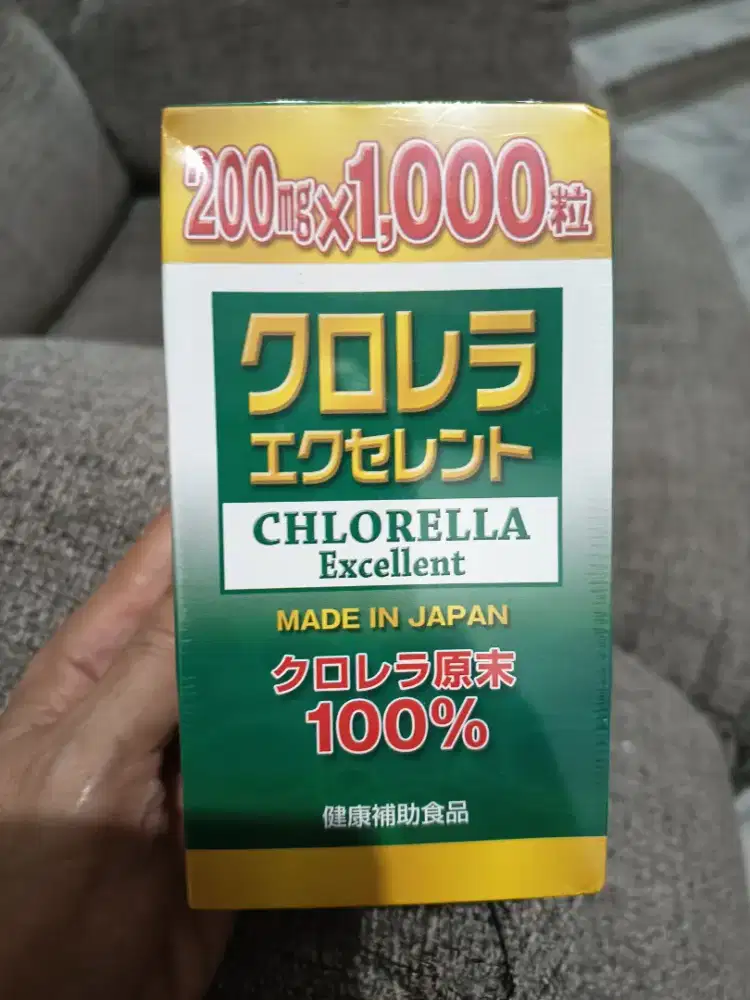 200㎎×1,000粒
クロレラ
エクセレント
CHLORELLA
Excellent
MADE IN JAPAN
クロレラ原末
100%
健康補助食品